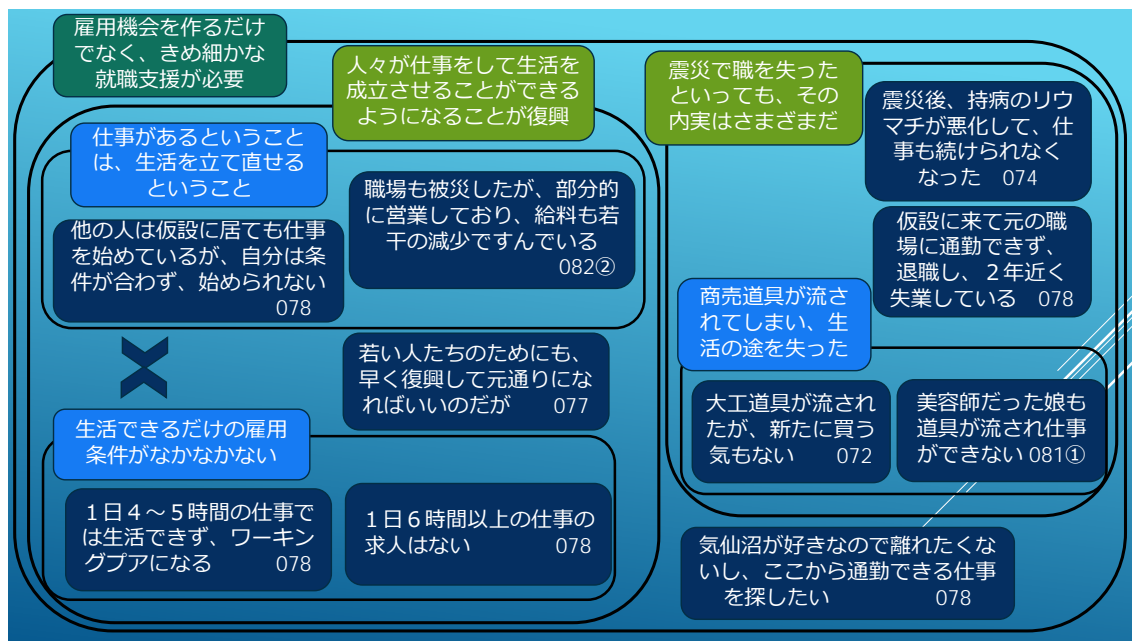 雇用機会を作るだけ
でなく、きめ細かな
就職支援が必要
人々が仕事をして生活を
成立させることができる
ようになることが復興
仕事があるということ
は、生活を立て直せる
ということ
他の人は仮設に居ても仕事
を始めているが、自分は条
件が合わず、始められない
078
職場も被災したが、部分的
に営業しており、給料も若
干の減少ですんでいる
082②
若い人たちのためにも、
早く復興して元通りにな
ればいいのだが 077
生活できるだけの雇用
条件がなかなかない
1日4～5時間の仕事で
は生活できず、ワーキン
グプアになる 078
1日6時間以上の仕事の
求人はない 078
震災で職を失った
といっても、その
内実はさまざまだ
震災後、持病のリウ
マチが悪化して、仕
事も続けられなく
なった 074
仮設に来て元の職
場に通勤できず、
退職し、２年近く
失業している 078
商売道具が流さ
れてしまい、生
活の途を失った
大工道具が流され
たが、新たに買う
気もない 072
美容師だった娘も
道具が流され仕事
ができない 081①
気仙沼が好きなので離れたくな
いし、ここから通勤できる仕事
を探したい 078